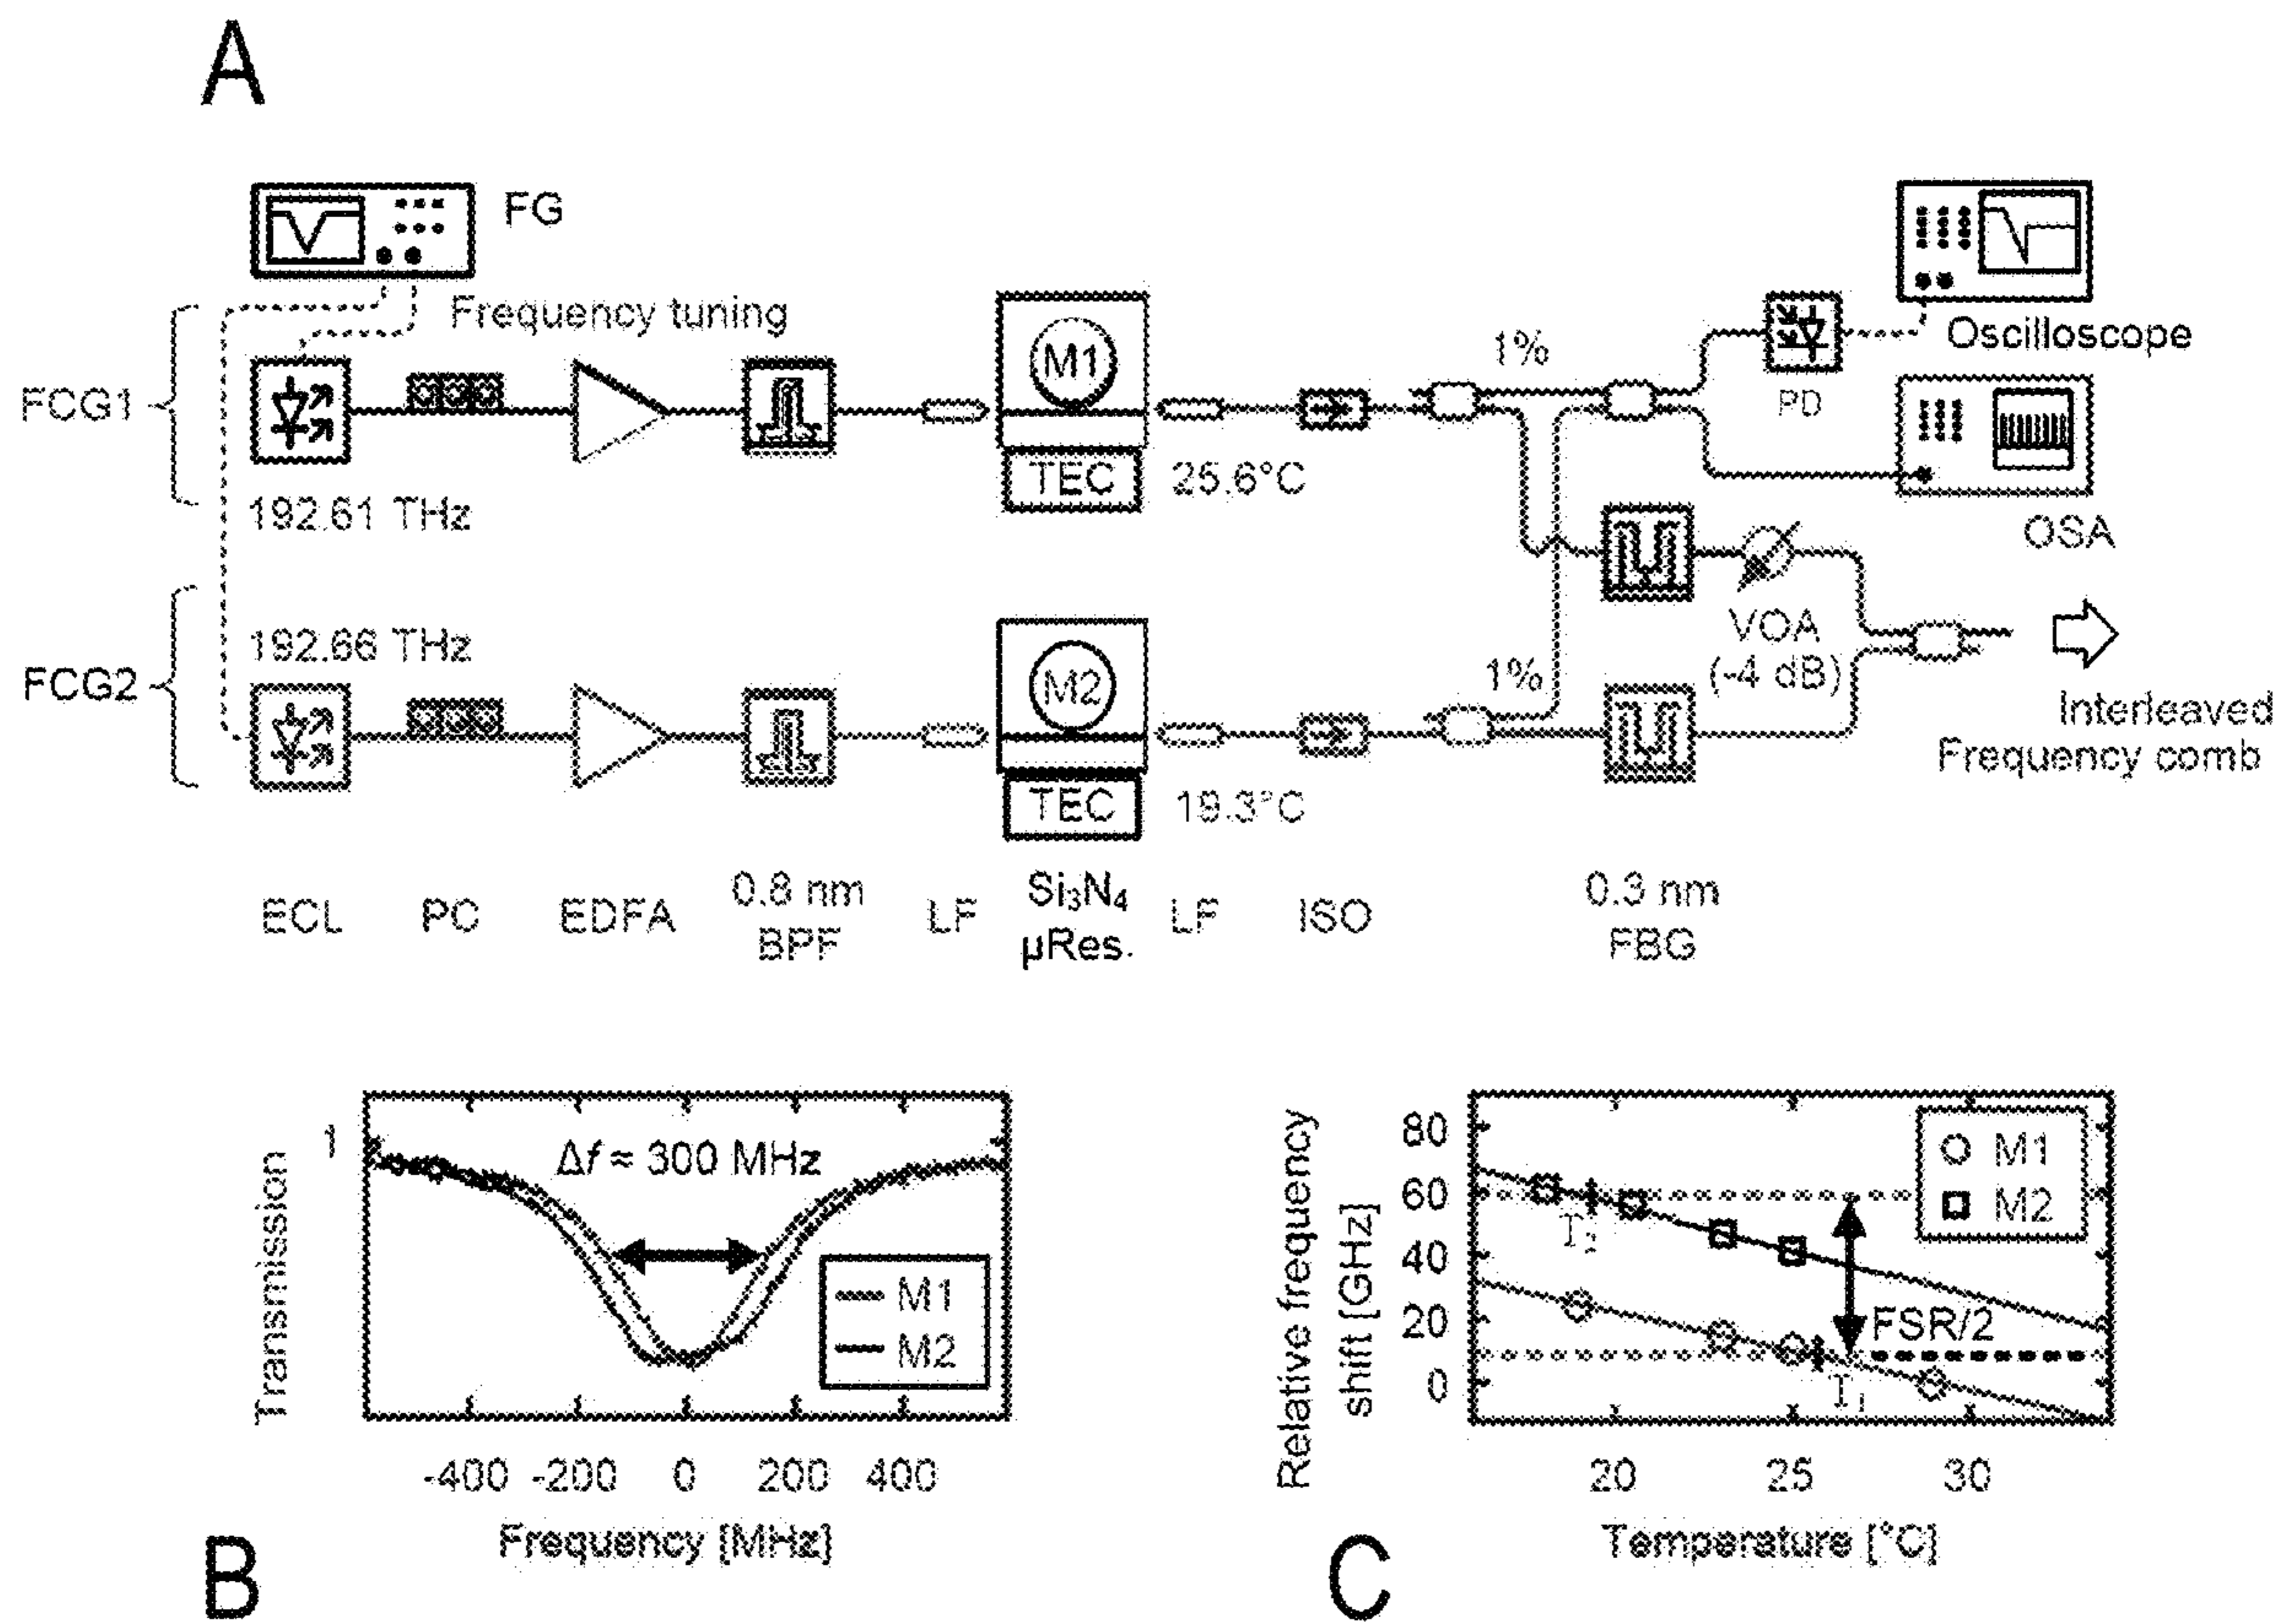 A
FG
Frequency tuning
FCG1
192.61 THz
M1
TEC
25.6°C
1%
PD
Oscilloscope
OSA
FCG2
192.66 THz
M2
TEC
19.3°C
1%
VOA
(-4 dB)
Interleaved
Frequency comb
ECL
PC
EDFA
0.8 nm
BPF
LF
Si₃N₄
µRes.
LF
ISO
0.3 nm
FBG
Transmission
1
Δf ≈ 300 MHz
M1
M2
-400 -200 0 200 400
Frequency [MHz]
B
Relative frequency
shift [GHz]
80
60
40
20
0
M1
M2
T₂
FSR/2
T₁
20 25 30
Temperature [°C]
C